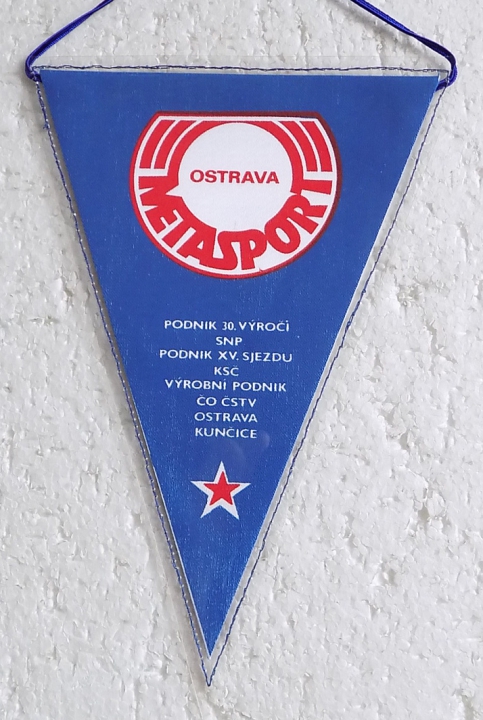 OSTRAVA
METASPORT
PODNIK 30. VÝROČÍ
SNP
PODNIK XV. SJEZDU
KSČ
VÝROBNÍ PODNIK
ČO ČSTV
OSTRAVA
KUNČICE